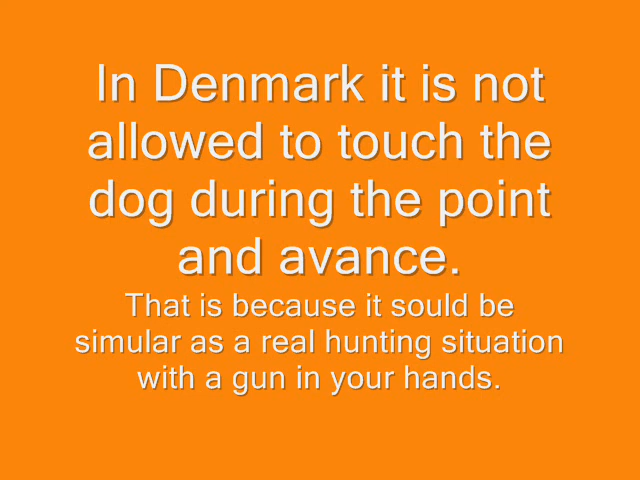 In Denmark it is not
allowed to touch the
dog during the point
and avance.
That is because it sould be
simular as a real hunting situation
with a gun in your hands.